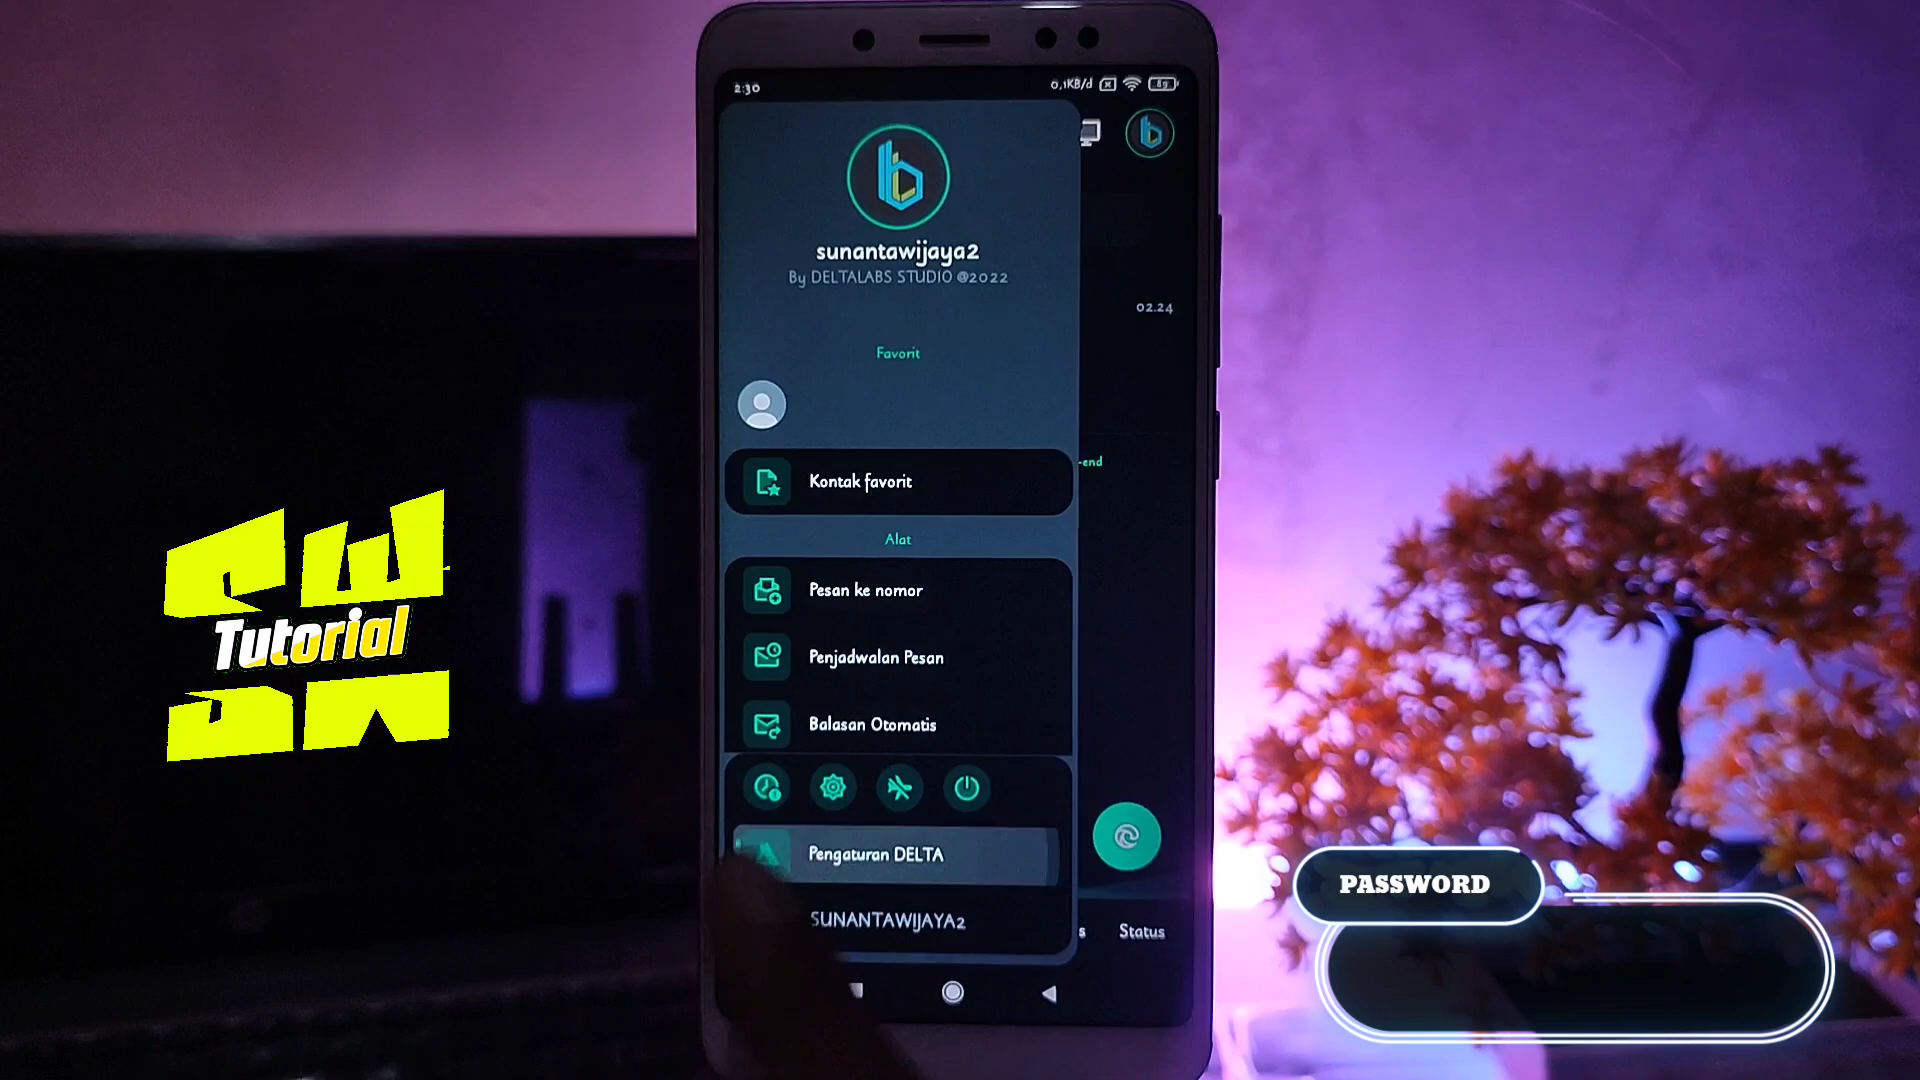 2:30
0,1KB/d
89
sunantawijaya2
By DELTALABS STUDIO @2022
02.24
Favorit
-end
Kontak favorit
Alat
Pesan ke nomor
Penjadwalan Pesan
Balasan Otomatis
Pengaturan DELTA
SUNANTAWIJAYA2
s
Status
SW
Tutorial
PASSWORD